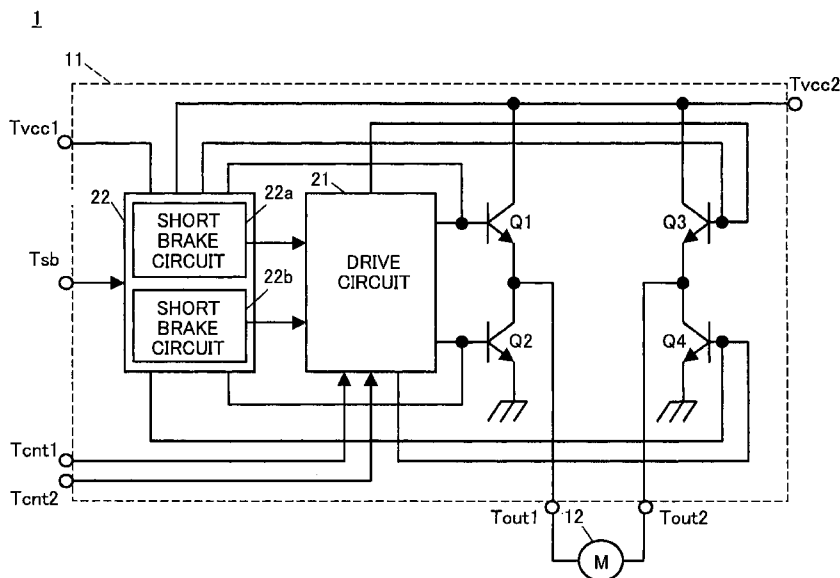 1
11
Tvcc2
Tvcc1
22
22a
21
SHORT
BRAKE
CIRCUIT
Q1
Q3
Tsb
22b
DRIVE
CIRCUIT
SHORT
BRAKE
CIRCUIT
Q2
Q4
Tcnt1
Tcnt2
Tout1
12
Tout2
M